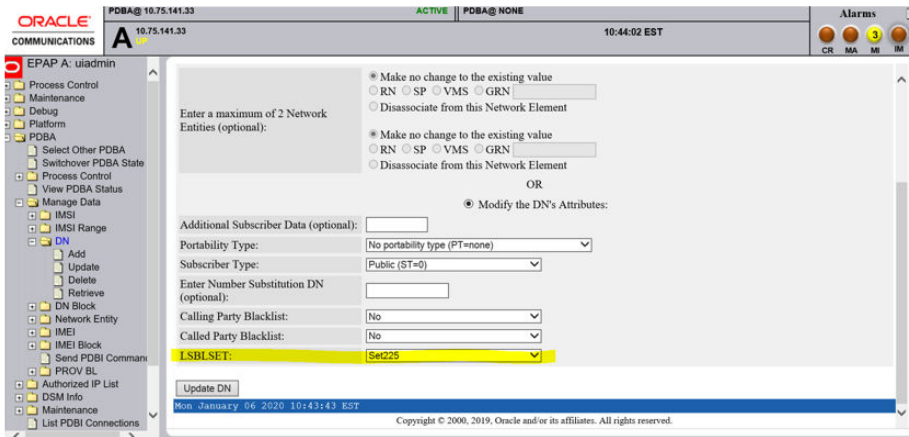 ORACLE
COMMUNICATIONS
PDBA@ 10.75.141.33
ACTIVE
PDBA@ NONE
A 10.75.141.33
UP
10:44:02 EST
Alarms
3
CR MA MI IM
EPAP A: uiadmin
Process Control
Maintenance
Debug
Platform
PDBA
Select Other PDBA
Switchover PDBA State
Process Control
View PDBA Status
Manage Data
IMSI
IMSI Range
DN
Add
Update
Delete
Retrieve
DN Block
Network Entity
IMEI
IMEI Block
Send PDBI Comman
PROV BL
Authorized IP List
DSM Info
Maintenance
List PDBI Connections
Enter a maximum of 2 Network
Entities (optional):
Make no change to the existing value
RN SP VMS GRN
Disassociate from this Network Element
Make no change to the existing value
RN SP VMS GRN
Disassociate from this Network Element
OR
Modify the DN's Attributes:
Additional Subscriber Data (optional):
Portability Type: No portability type (PT=none)
Subscriber Type: Public (ST=0)
Enter Number Substitution DN
(optional):
Calling Party Blacklist: No
Called Party Blacklist: No
LSBLSET: Set225
Update DN
Mon January 06 2020 10:43:43 EST
Copyright © 2000, 2019, Oracle and/or its affiliates. All rights reserved.